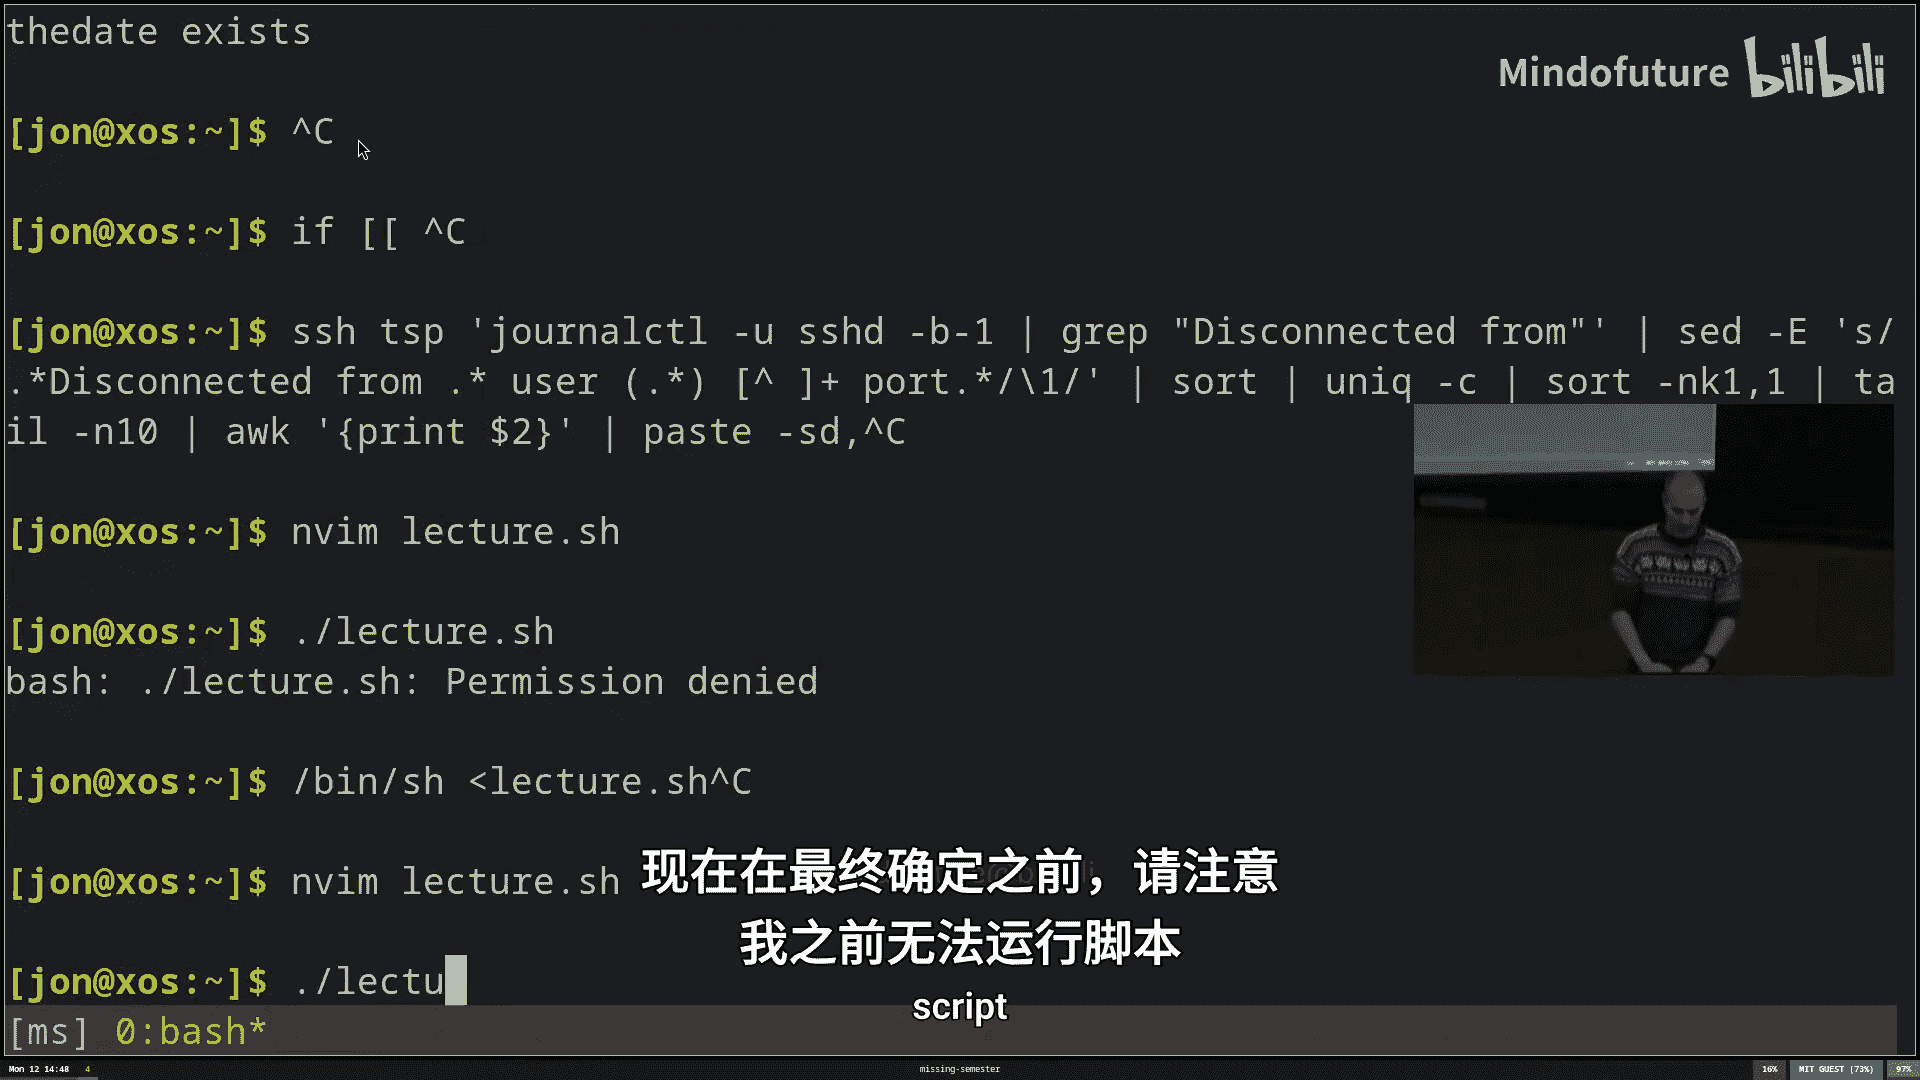 thedate exists
Mindofuture bilibili
[jon@xos:~]$ ^C
[jon@xos:~]$ if [[ ^C
[jon@xos:~]$ ssh tsp 'journalctl -u sshd -b-1 | grep "Disconnected from"' | sed -E 's/
.*Disconnected from .* user (.*) [^ ]+ port.*/\1/' | sort | uniq -c | sort -nk1,1 | ta
il -n10 | awk '{print $2}' | paste -sd,^C
[jon@xos:~]$ nvim lecture.sh
[jon@xos:~]$ ./lecture.sh
bash: ./lecture.sh: Permission denied
[jon@xos:~]$ /bin/sh <lecture.sh^C
[jon@xos:~]$ nvim lecture.sh
现在在最终确定之前，请注意
我之前无法运行脚本
[jon@xos:~]$ ./lectu
script
[ms] 0:bash*
Mon 12 14:48 4 missing-semester 16% MIT GUEST (73%) 97%